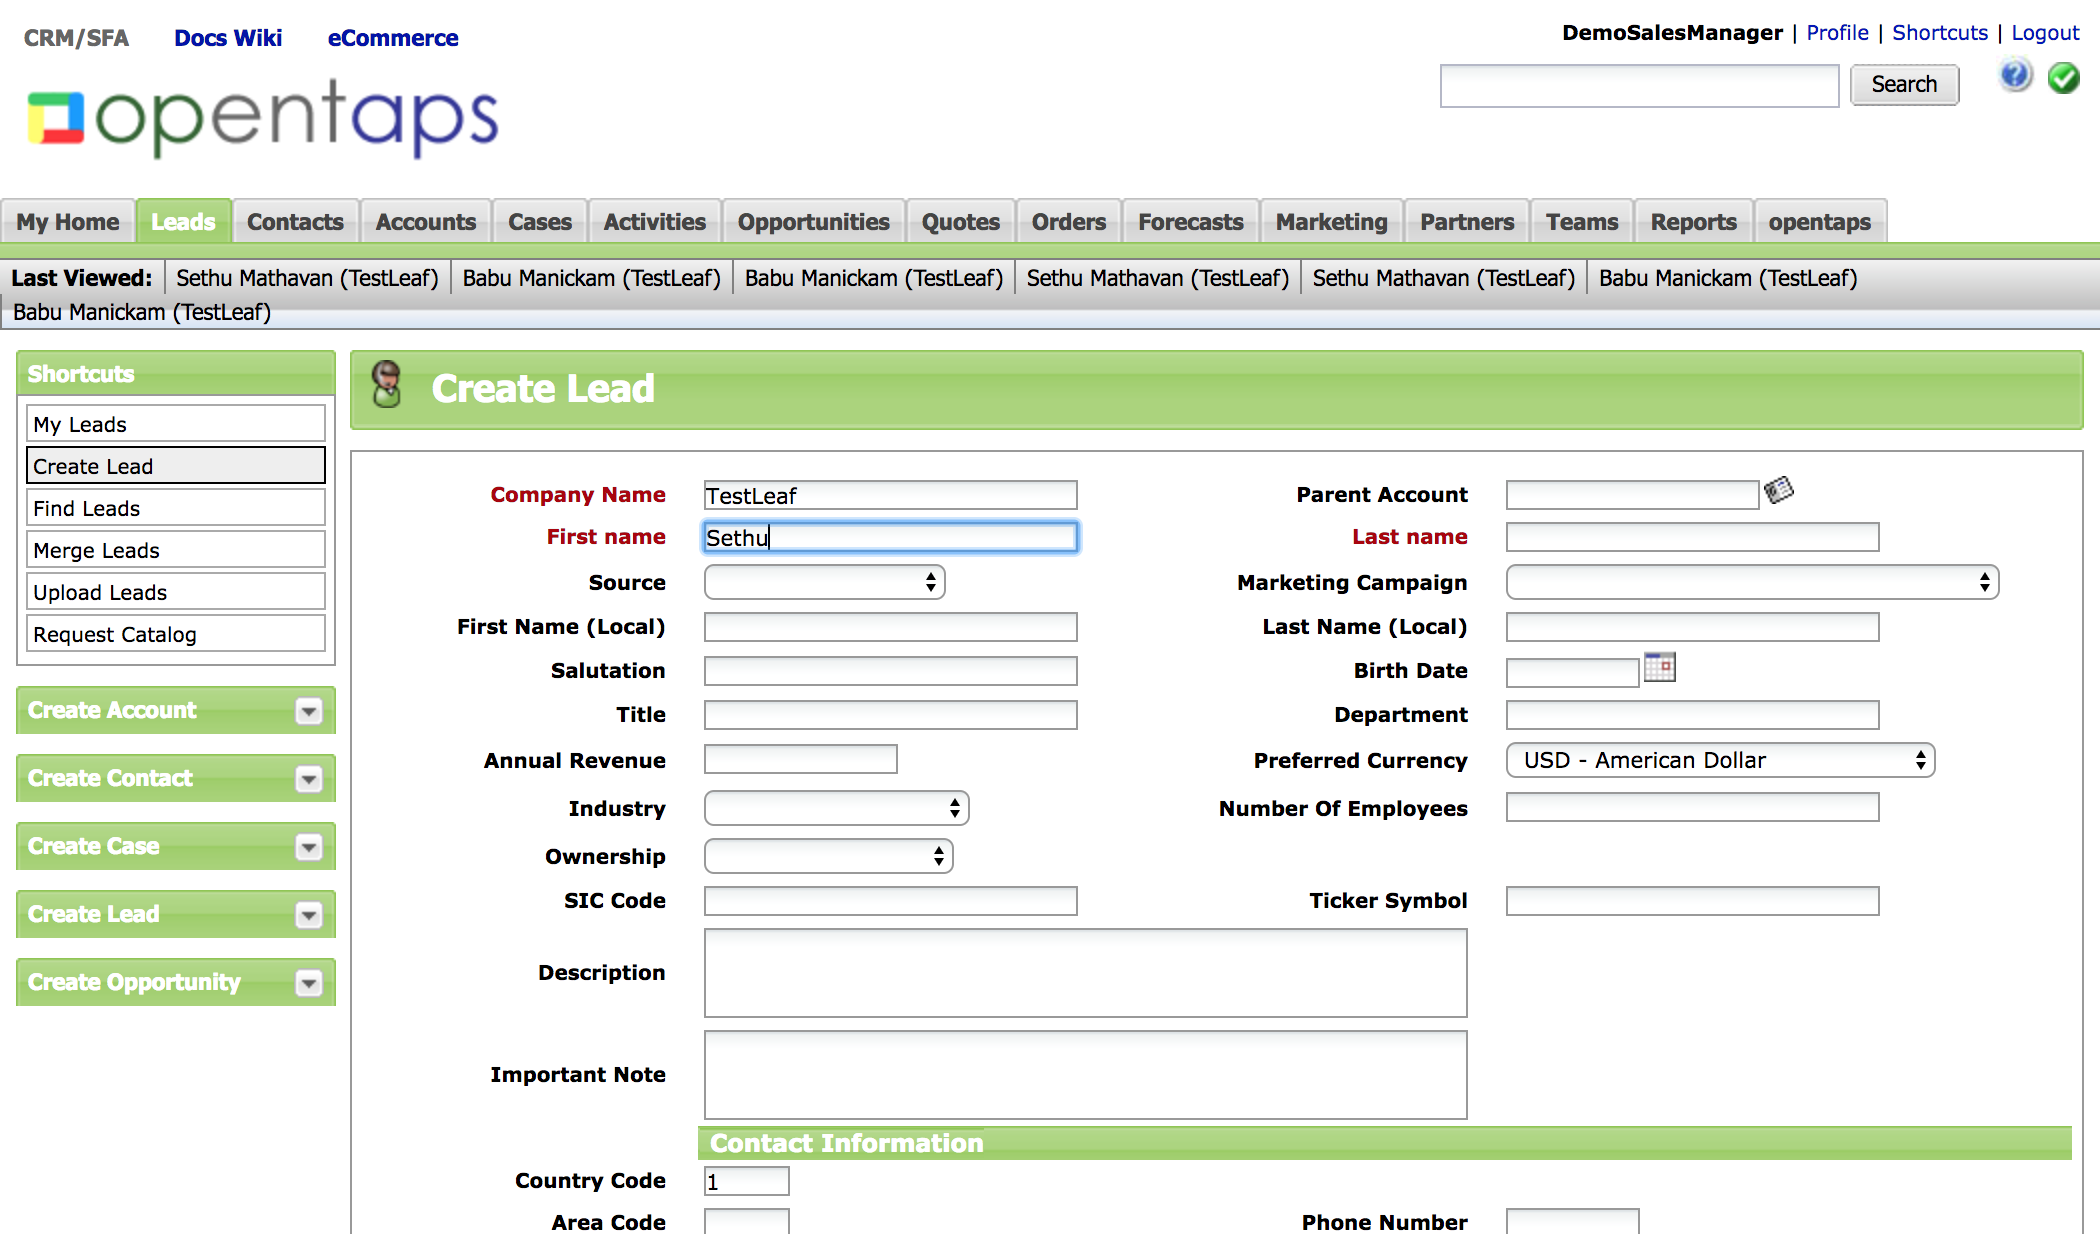 CRM/SFA Docs Wiki eCommerce
DemoSalesManager | Profile | Shortcuts | Logout
Search
opentaps
My Home Leads Contacts Accounts Cases Activities Opportunities Quotes Orders Forecasts Marketing Partners Teams Reports opentaps
Last Viewed: Sethu Mathavan (TestLeaf) Babu Manickam (TestLeaf) Babu Manickam (TestLeaf) Sethu Mathavan (TestLeaf) Sethu Mathavan (TestLeaf) Babu Manickam (TestLeaf)
Babu Manickam (TestLeaf)
Shortcuts
My Leads
Create Lead
Find Leads
Merge Leads
Upload Leads
Request Catalog
Create Account
Create Contact
Create Case
Create Lead
Create Opportunity
Create Lead
Company Name TestLeaf Parent Account
First name Sethu Last name
Source Marketing Campaign
First Name (Local) Last Name (Local)
Salutation Birth Date
Title Department
Annual Revenue Preferred Currency USD - American Dollar
Industry Number Of Employees
Ownership
SIC Code Ticker Symbol
Description
Important Note
Contact Information
Country Code 1
Area Code Phone Number